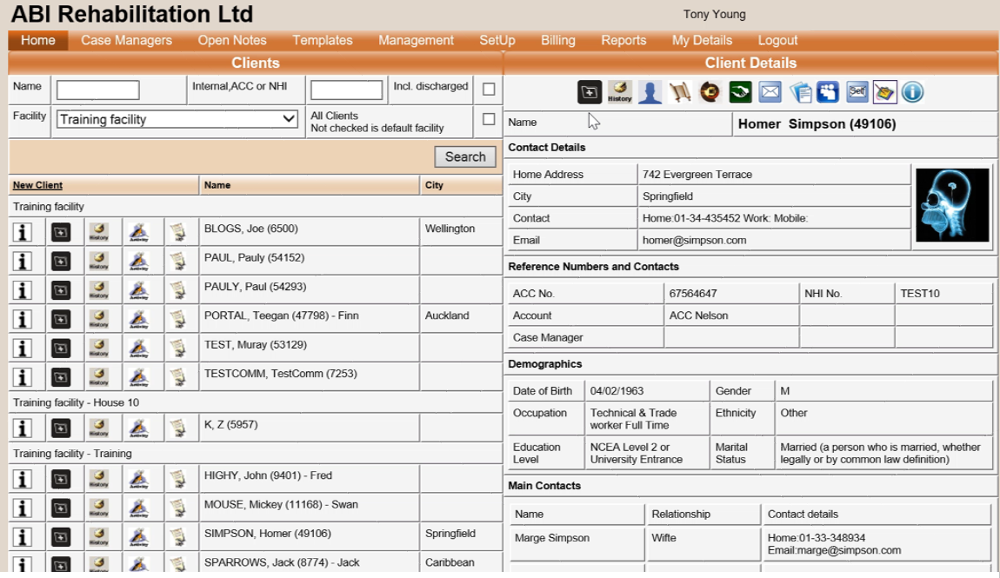 ABI Rehabilitation Ltd
Tony Young
Home Case Managers Open Notes Templates Management SetUp Billing Reports My Details Logout
Clients
Name Internal,ACC or NHI Incl. discharged
Facility Training facility All Clients
Not checked is default facility
Search
New Client Name City
Training facility
History Activity BLOGS, Joe (6500) Wellington
History Activity PAUL, Pauly (54152)
History Activity PAULY, Paul (54293)
History Activity PORTAL, Teegan (47798) - Finn Auckland
History Activity TEST, Muray (53129)
History Activity TESTCOMM, TestComm (7253)
Training facility - House 10
History Activity K, Z (5957)
Training facility - Training
History Activity HIGHY, John (9401) - Fred
History Activity MOUSE, Mickey (11168) - Swan
History Activity SIMPSON, Homer (49106) Springfield
SPARROWS, Jack (8774) - Jack Caribbean
Client Details
History Self
Name Homer Simpson (49106)
Contact Details
Home Address 742 Evergreen Terrace
City Springfield
Contact Home:01-34-435452 Work: Mobile:
Email homer@simpson.com
Reference Numbers and Contacts
ACC No. 67564647 NHI No. TEST10
Account ACC Nelson
Case Manager
Demographics
Date of Birth 04/02/1963 Gender M
Occupation Technical & Trade worker Full Time Ethnicity Other
Education Level NCEA Level 2 or University Entrance Marital Status Married (a person who is married, whether legally or by common law definition)
Main Contacts
Name Relationship Contact details
Marge Simpson Wifte Home:01-33-348934
Email:marge@simpson.com